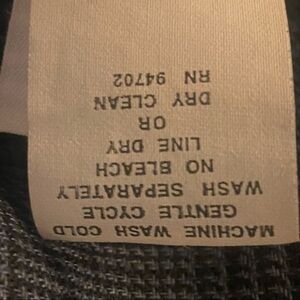 MACHINE WASH COLD
GENTLE CYCLE
WASH SEPARATELY
NO BLEACH
LINE DRY
OR
DRY CLEAN
RN 94702